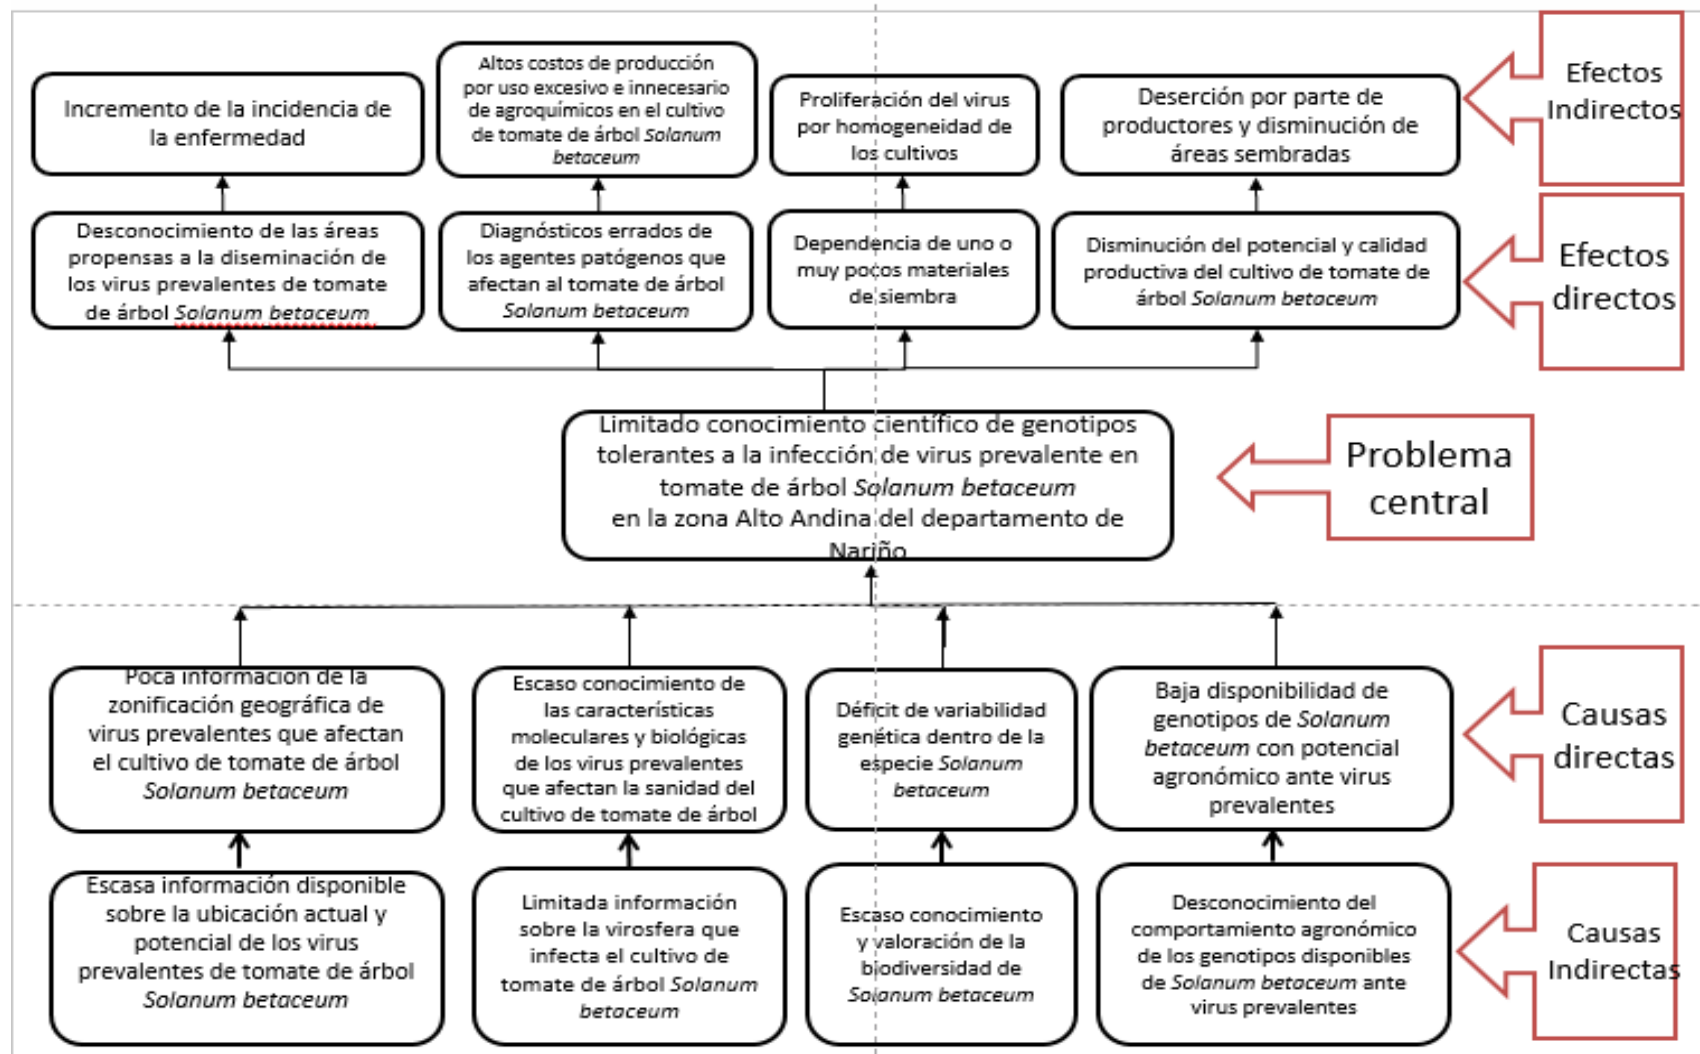 Incremento de la incidencia de
la enfermedad
Altos costos de producción
por uso excesivo e innecesario
de agroquímicos en el cultivo
de tomate de árbol Solanum
betaceum
Proliferación del virus
por homogeneidad de
los cultivos
Deserción por parte de
productores y disminución de
áreas sembradas
Efectos
Indirectos
Desconocimiento de las áreas
propensas a la diseminación de
los virus prevalentes de tomate
de árbol Solanum betaceum
Diagnósticos errados de
los agentes patógenos que
afectan al tomate de árbol
Solanum betaceum
Dependencia de uno o
muy pocos materiales
de siembra
Disminución del potencial y calidad
productiva del cultivo de tomate de
árbol Solanum betaceum
Efectos
directos
Limitado conocimiento científico de genotipos
tolerantes a la infección de virus prevalente en
tomate de árbol Solanum betaceum
en la zona Alto Andina del departamento de
Nariño
Problema
central
Poca información de la
zonificación geográfica de
virus prevalentes que afectan
el cultivo de tomate de árbol
Solanum betaceum
Escaso conocimiento de
las características
moleculares y biológicas
de los virus prevalentes
que afectan la sanidad del
cultivo de tomate de árbol
Déficit de variabilidad
genética dentro de la
especie Solanum
betaceum
Baja disponibilidad de
genotipos de Solanum
betaceum con potencial
agronómico ante virus
prevalentes
Causas
directas
Escasa información disponible
sobre la ubicación actual y
potencial de los virus
prevalentes de tomate de árbol
Solanum betaceum
Limitada información
sobre la virosfera que
infecta el cultivo de
tomate de árbol Solanum
betaceum
Escaso conocimiento
y valoración de la
biodiversidad de
Solanum betaceum
Desconocimiento del
comportamiento agronómico
de los genotipos disponibles
de Solanum betaceum ante
virus prevalentes
Causas
Indirectas